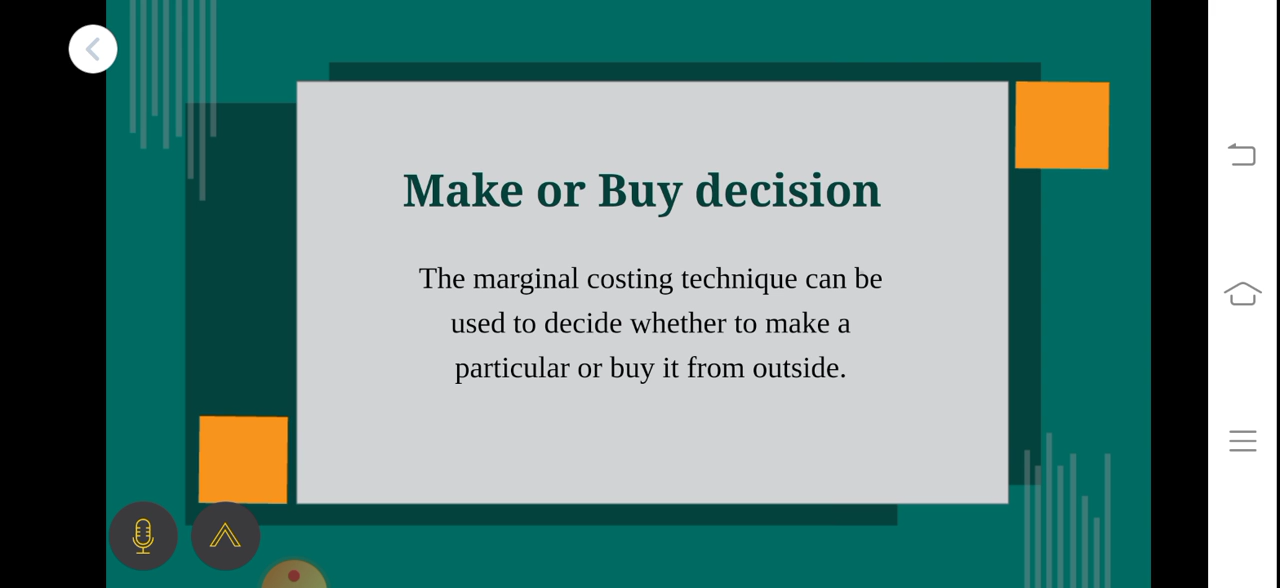 Make or Buy decision
The marginal costing technique can be
used to decide whether to make a
particular or buy it from outside.